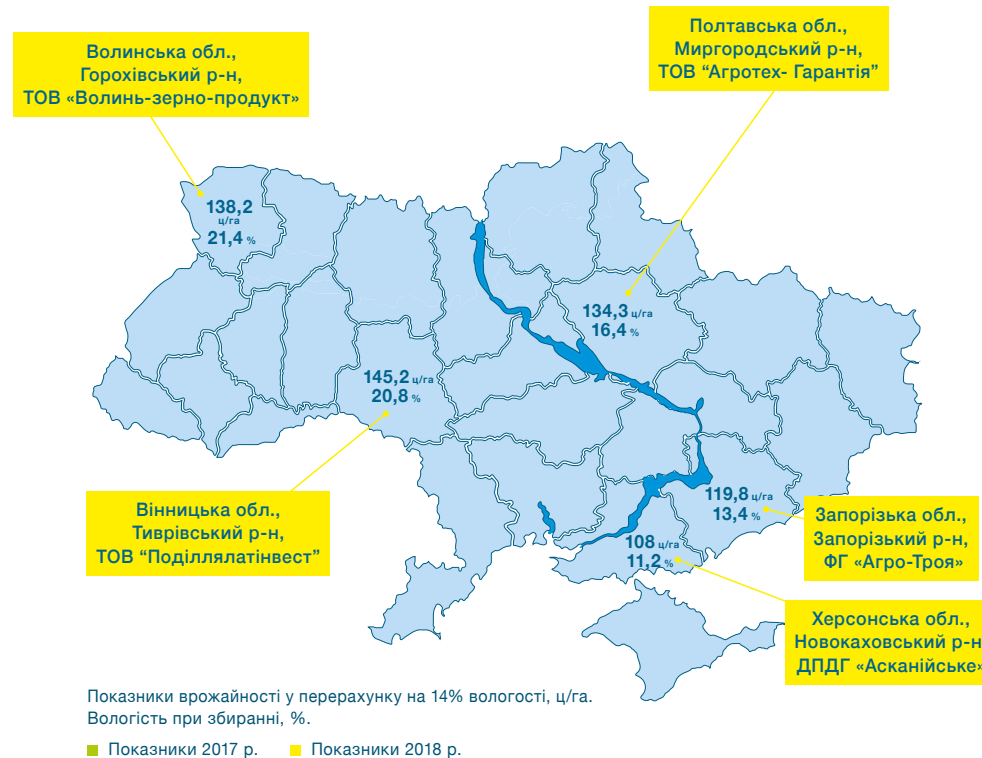 Полтавська обл.,
Миргородський р-н,
ТОВ “Агротех- Гарантія”
Волинська обл.,
Горохівський р-н,
ТОВ «Волинь-зерно-продукт»
138,2
ц/га
21,4 %
134,3 ц/га
16,4 %
145,2 ц/га
20,8 %
Вінницька обл.,
Тиврівський р-н,
ТОВ “Поділлялатінвест”
119,8 ц/га
13,4 %
Запорізька обл.,
Запорізький р-н,
ФГ «Агро-Троя»
108 ц/га
11,2 %
Херсонська обл.,
Новокаховський р-н
ДПДГ «Асканійське»
Показники врожайності у перерахунку на 14% вологості, ц/га.
Вологість при збиранні, %.
Показники 2017 р. Показники 2018 р.